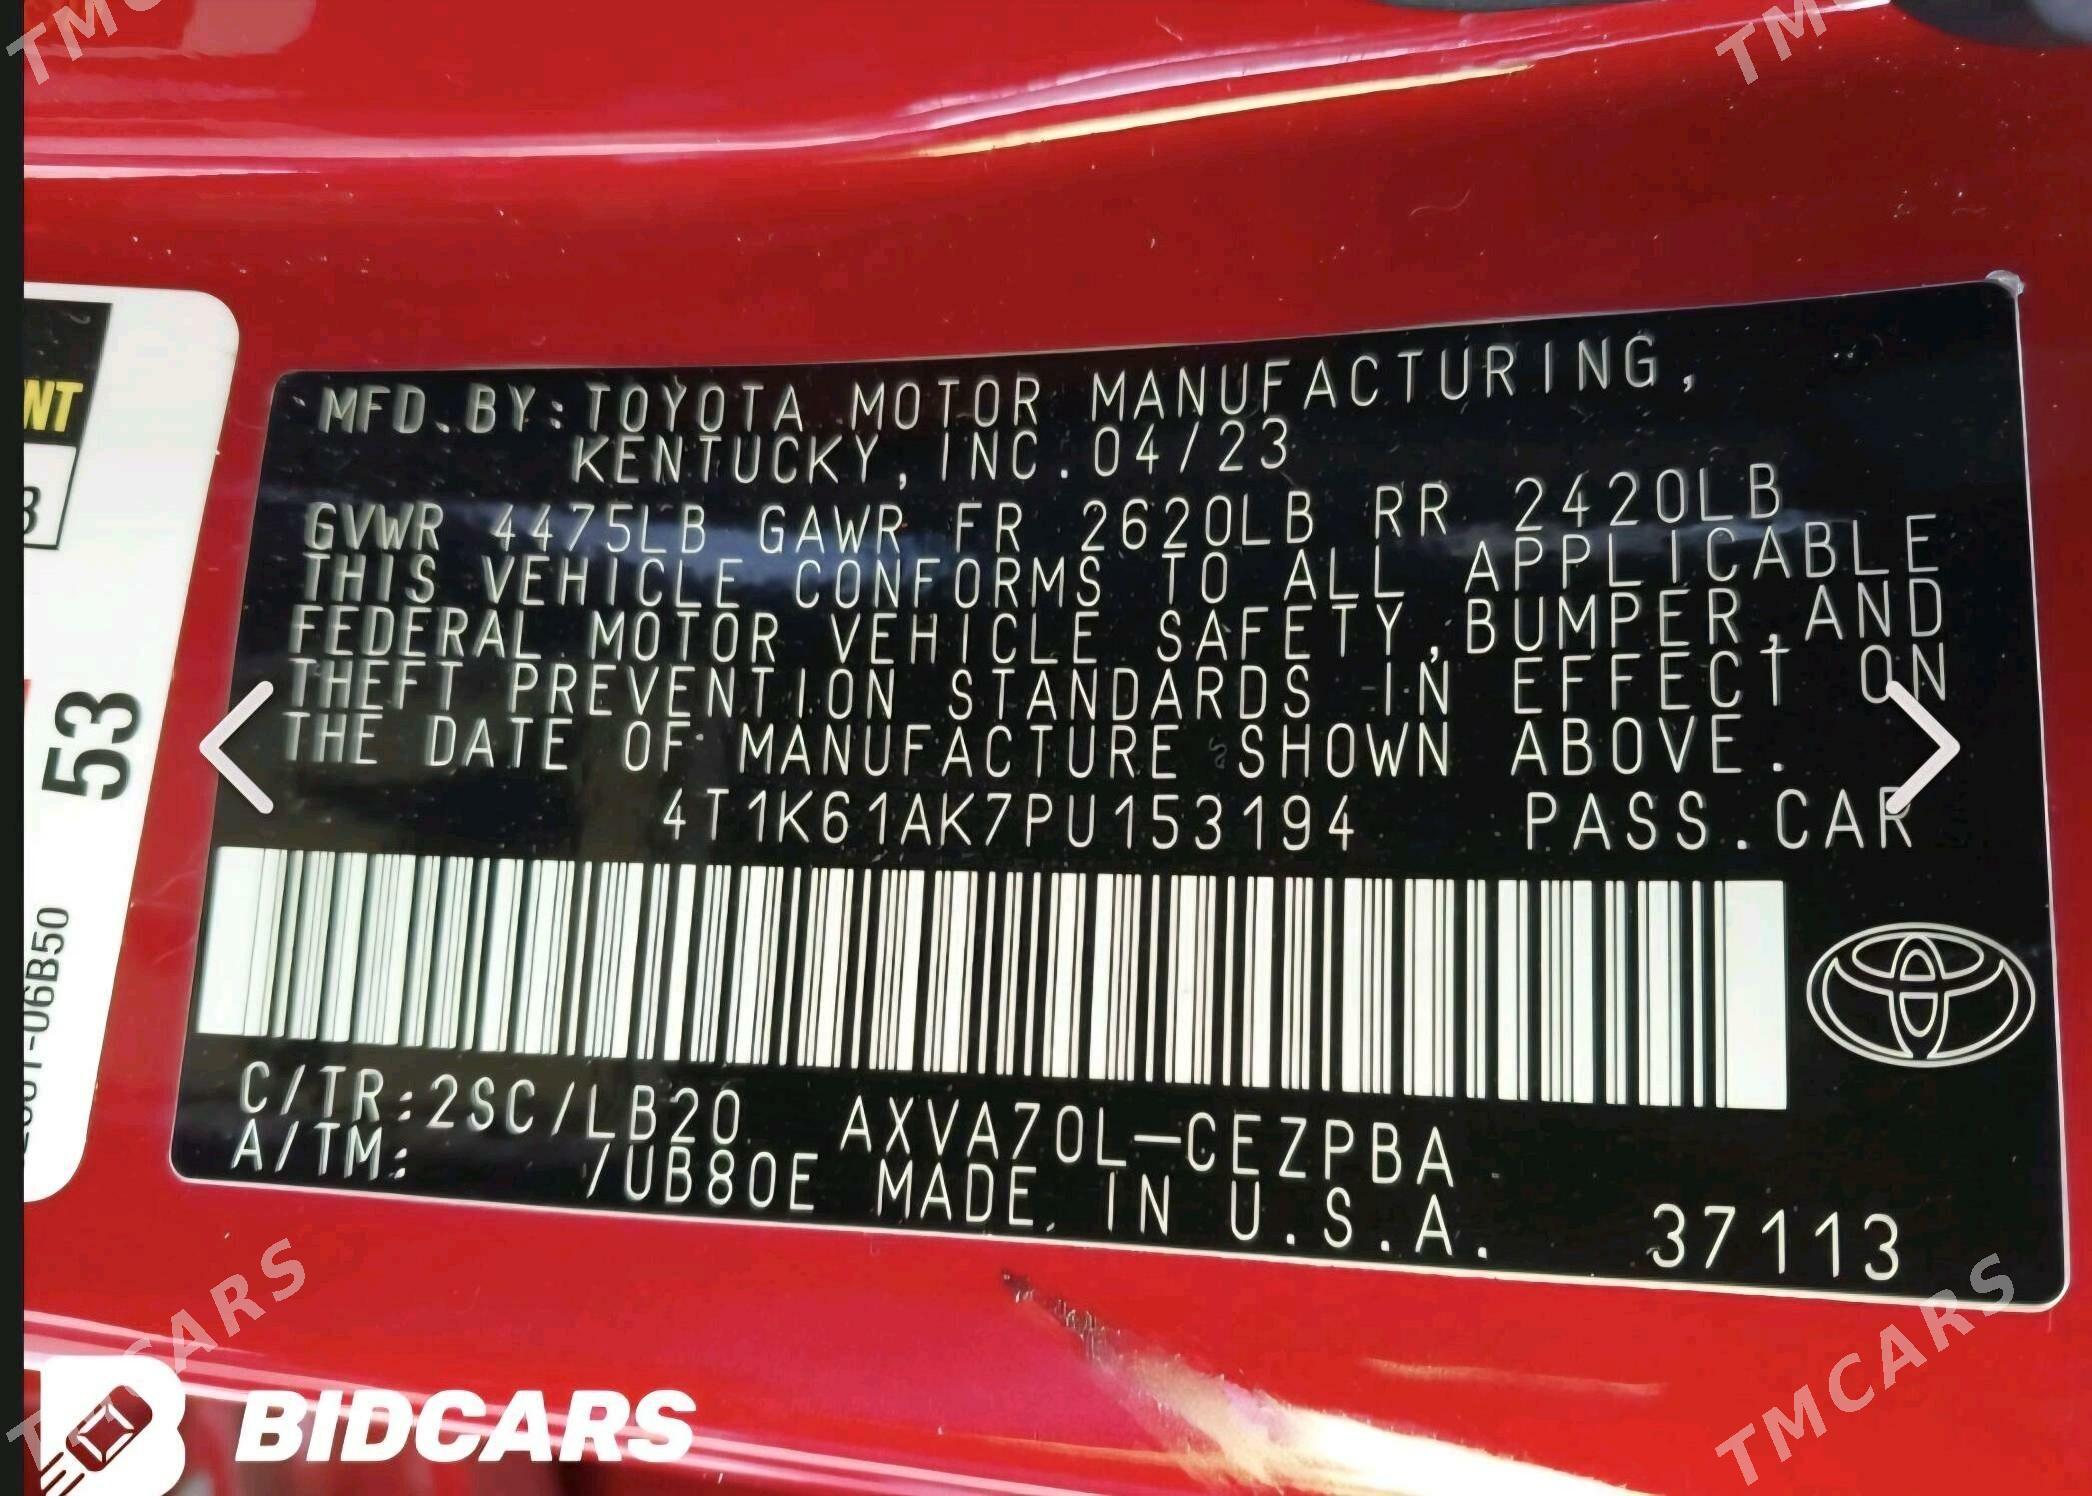 TMCARS
MFD.BY:TOYOTA MOTOR MANUFACTURING,
KENTUCKY, INC.04/23
GVWR 4475LB GAWR FR 2620LB RR 2420LB
THIS VEHICLE CONFORMS TO ALL APPLICABLE
FEDERAL MOTOR VEHICLE SAFETY,BUMPER,AND
THEFT PREVENTION STANDARDS IN EFFECT ON
THE DATE OF MANUFACTURE SHOWN ABOVE.
4T1K61AK7PU153194 PASS.CAR
53
06B50
C/TR:2SC/LB20 AXVA70L-CEZPBA
A/TM: /UB80E MADE IN U.S.A.
37113
TMCARS
TMCARS
BIDCARS